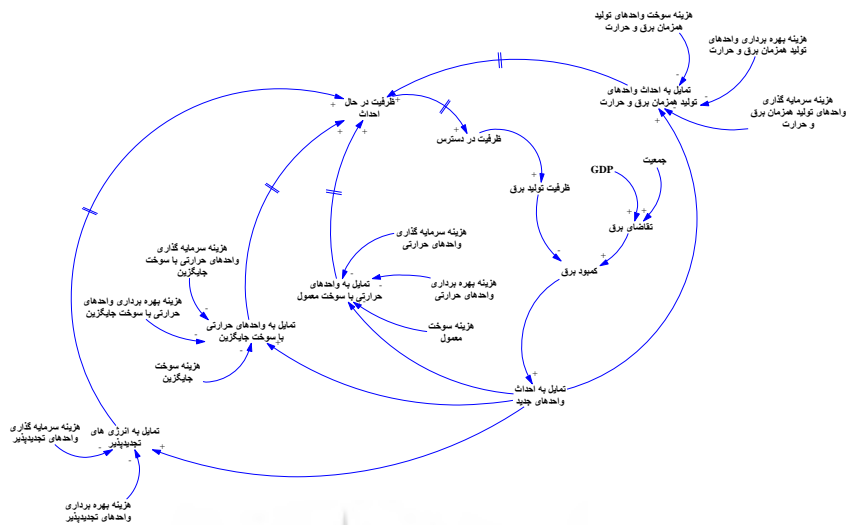 هزینه سوخت واحدهای تولید
همزمان برق و حرارت
هزینه بهره برداری واحدهای
تولید همزمان برق و حرارت
تمایل به احداث واحدهای
تولید همزمان برق و حرارت
هزینه سرمایه گذاری
واحدهای تولید همزمان برق
و حرارت
ظرفیت در حال
احداث
ظرفیت در دسترس
ظرفیت تولید برق
GDP
جمعیت
تقاضای برق
کمبود برق
هزینه سرمایه گذاری
واحدهای حرارتی
هزینه سرمایه گذاری
واحدهای حرارتی با سوخت
جایگزین
تمایل به واحدهای
حرارتی با سوخت معمول
هزینه بهره برداری
واحدهای حرارتی
هزینه بهره برداری واحدهای
حرارتی با سوخت جایگزین
تمایل به واحدهای حرارتی
با سوخت جایگزین
هزینه سوخت
معمول
هزینه سوخت
جایگزین
تمایل به احداث
واحدهای جدید
هزینه سرمایه گذاری
واحدهای تجدیدپذیر
تمایل به انرژی های
تجدیدپذیر
هزینه بهره برداری
واحدهای تجدیدپذیر